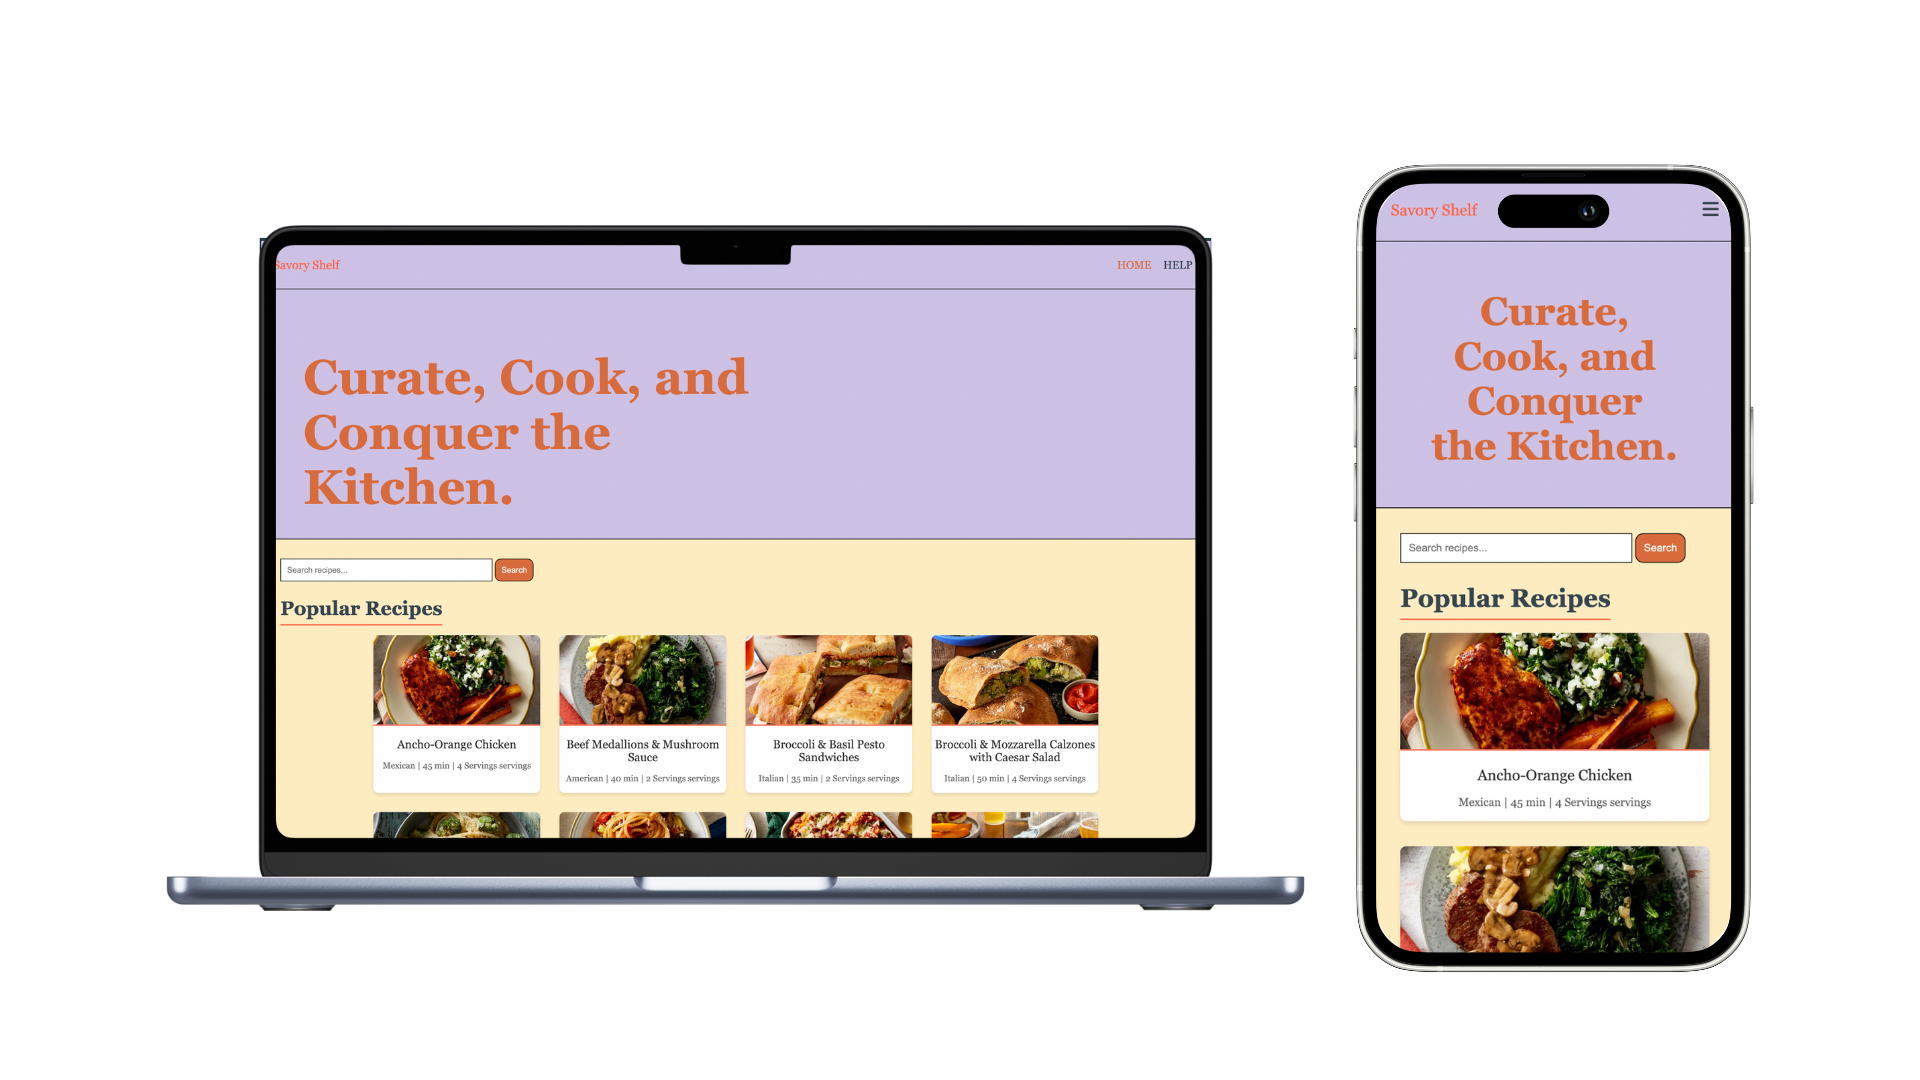 Savory Shelf
HOME HELP
Curate, Cook, and
Conquer the
Kitchen.
Search recipes...
Search
Popular Recipes
Ancho-Orange Chicken
Mexican | 45 min | 4 Servings servings
Beef Medallions & Mushroom
Sauce
American | 40 min | 2 Servings servings
Broccoli & Basil Pesto
Sandwiches
Italian | 35 min | 2 Servings servings
Broccoli & Mozzarella Calzones
with Caesar Salad
Italian | 50 min | 4 Servings servings
Savory Shelf
Curate,
Cook, and
Conquer
the Kitchen.
Search recipes...
Search
Popular Recipes
Ancho-Orange Chicken
Mexican | 45 min | 4 Servings servings